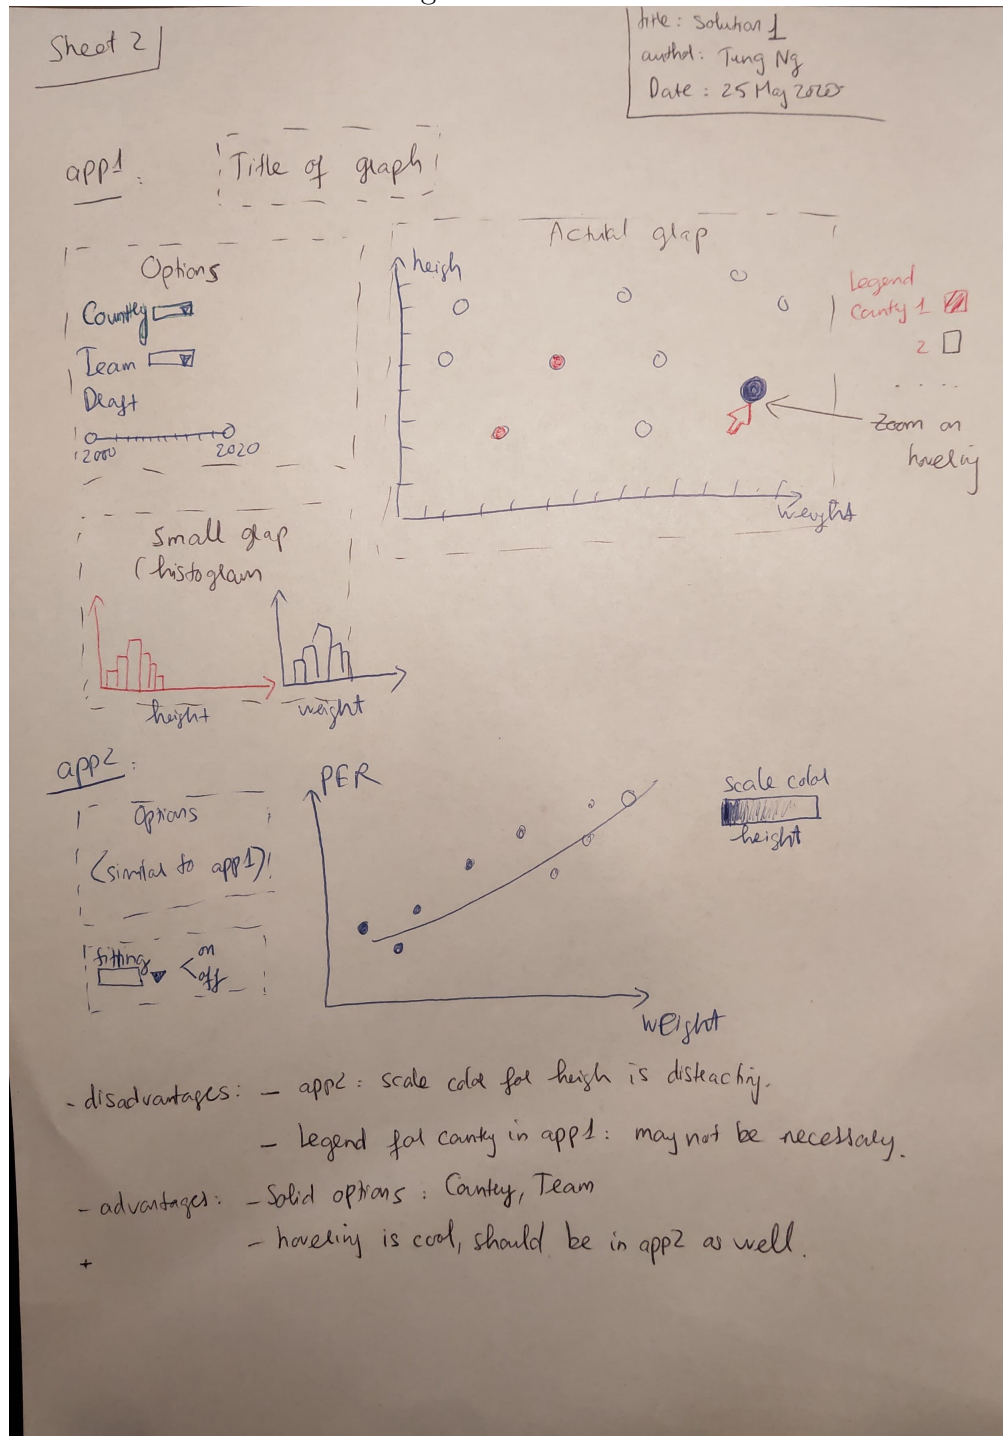 Sheet 2
title: Solution 1
author: Tung Ng
Date: 25 May 2020
app1:
Title of graph
Options
Country
Team
Draft
2000 2020
Actual grap
heigh
weight
Legend
County 1
2
. . . .
Zoom on
hovering
Small grap
(histogram
height
weight
app2:
Options
(similar to app1)
fitting
on
off
PER
weight
scale color
height
- disadvantages: - app2: scale color for heigh is distracting.
- Legend for county in app1: may not be necessary.
- advantages: - Solid options: Country, Team
- hovering is cool, should be in app2 as well.
+